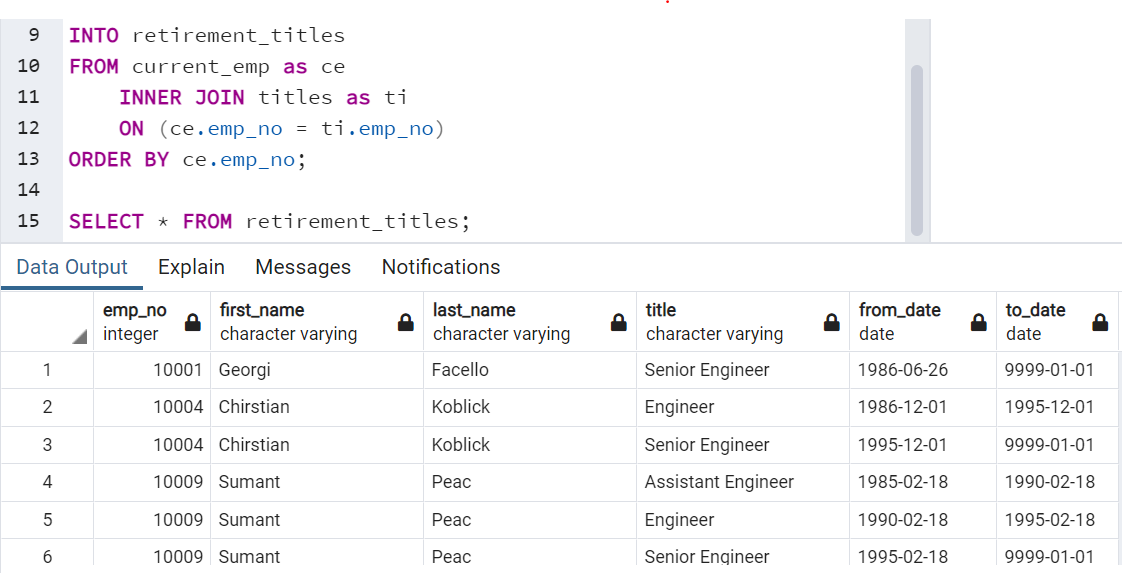 9 INTO retirement_titles
10 FROM current_emp as ce
11 INNER JOIN titles as ti
12 ON (ce.emp_no = ti.emp_no)
13 ORDER BY ce.emp_no;
14
15 SELECT * FROM retirement_titles;
Data Output Explain Messages Notifications
emp_no first_name last_name title from_date to_date
integer character varying character varying character varying date date
1 10001 Georgi Facello Senior Engineer 1986-06-26 9999-01-01
2 10004 Chirstian Koblick Engineer 1986-12-01 1995-12-01
3 10004 Chirstian Koblick Senior Engineer 1995-12-01 9999-01-01
4 10009 Sumant Peac Assistant Engineer 1985-02-18 1990-02-18
5 10009 Sumant Peac Engineer 1990-02-18 1995-02-18
6 10009 Sumant Peac Senior Engineer 1995-02-18 9999-01-01